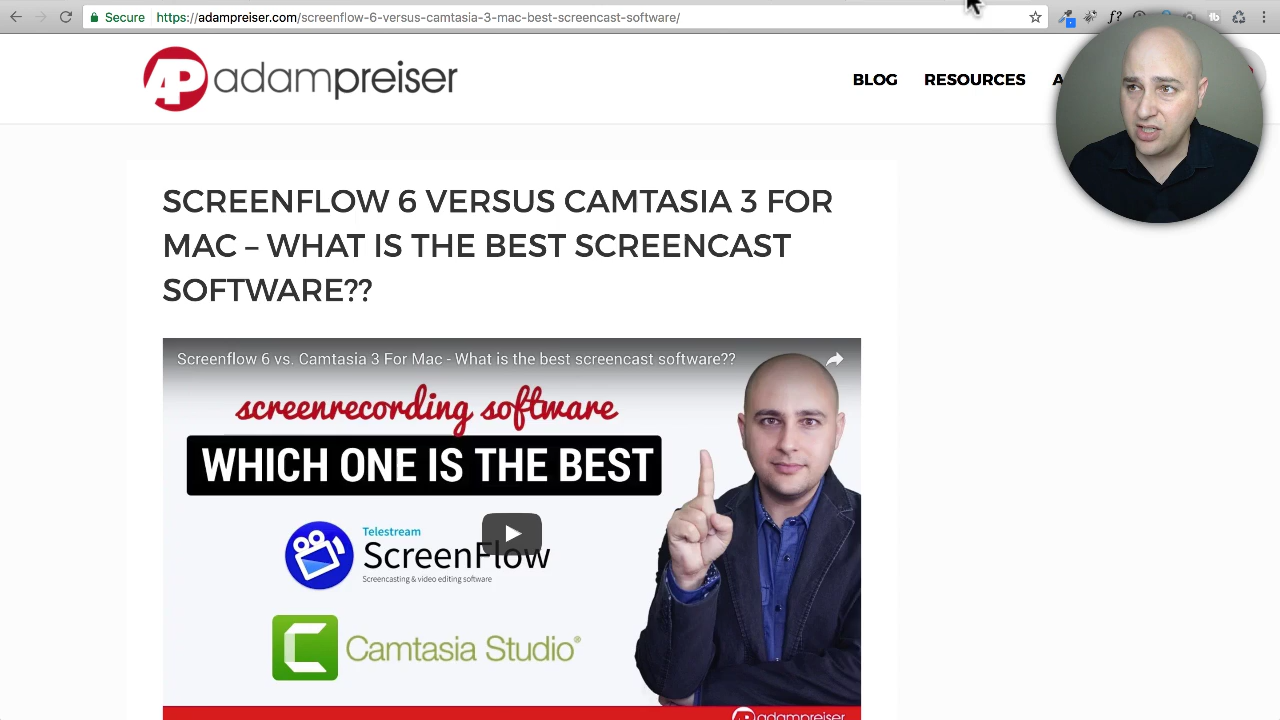 Secure https://adampreiser.com/screenflow-6-versus-camtasia-3-mac-best-screencast-software/
f?
AP adampreiser
BLOG RESOURCES A
SCREENFLOW 6 VERSUS CAMTASIA 3 FOR
MAC – WHAT IS THE BEST SCREENCAST
SOFTWARE??
Screenflow 6 vs. Camtasia 3 For Mac - What is the best screencast software??
screenrecording software
WHICH ONE IS THE BEST
Telestream
ScreenFlow
Screencasting & video editing software
C Camtasia Studio®
adampreiser